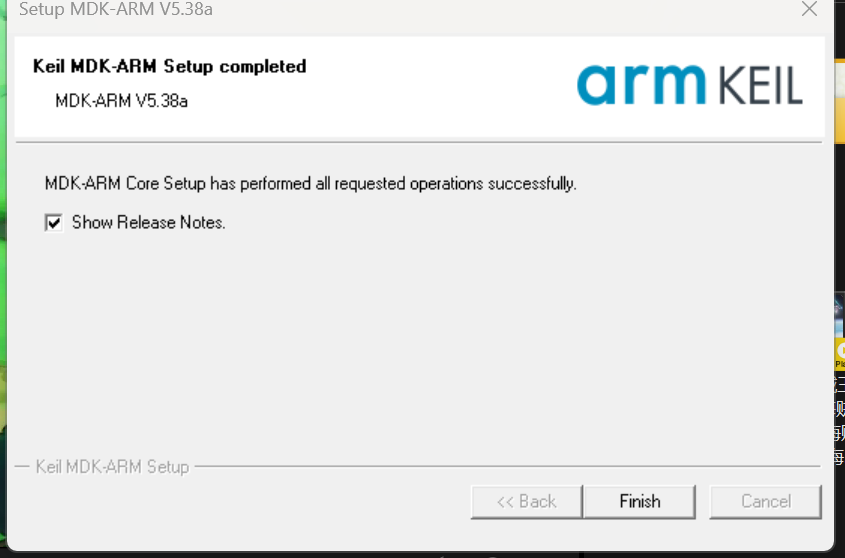 Setup MDK-ARM V5.38a
Keil MDK-ARM Setup completed
MDK-ARM V5.38a
arm KEIL
MDK-ARM Core Setup has performed all requested operations successfully.
Show Release Notes.
Keil MDK-ARM Setup
<< Back
Finish
Cancel